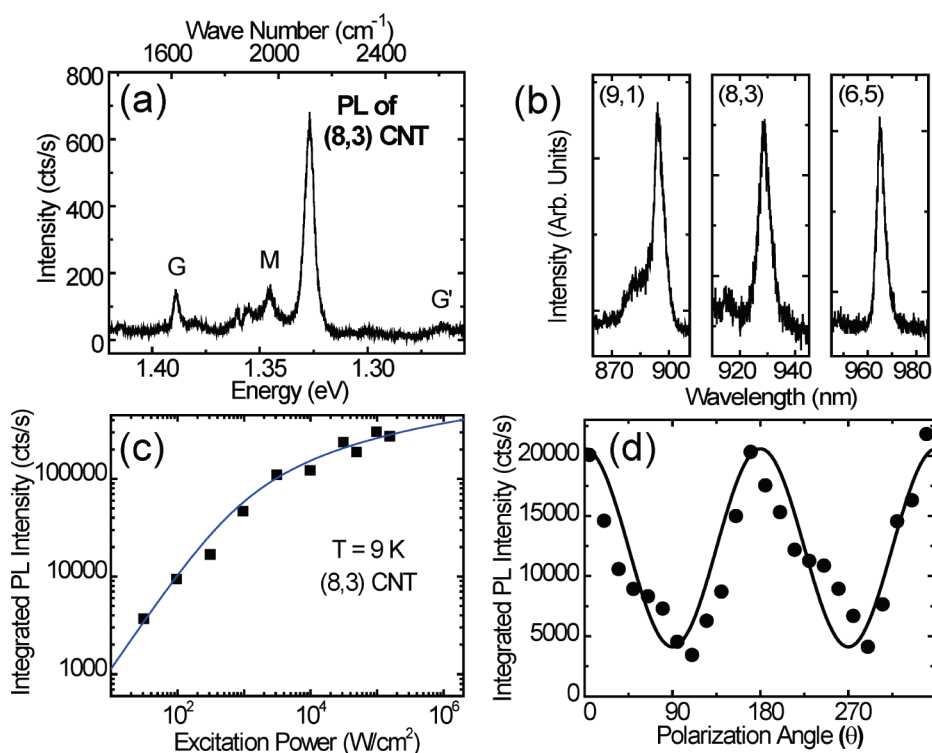 Wave Number (cm⁻¹)
1600 2000 2400
(a)
PL of
(8,3) CNT
G
M
G'
800
600
400
200
0
Intensity (cts/s)
1.40 1.35 1.30
Energy (eV)
(b)
(9,1) (8,3) (6,5)
Intensity (Arb. Units)
870 900 920 940 960 980
Wavelength (nm)
(c)
T = 9 K
(8,3) CNT
100000
10000
1000
Integrated PL Intensity (cts/s)
10² 10⁴ 10⁶
Excitation Power (W/cm²)
(d)
20000
15000
10000
5000
0
Integrated PL Intensity (cts/s)
0 90 180 270
Polarization Angle (θ)